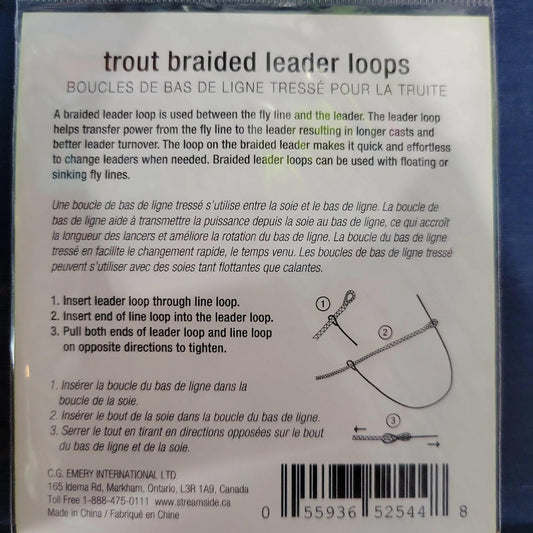 trout braided leader loops
BOUCLES DE BAS DE LIGNE TRESSÉ POUR LA TRUITE
A braided leader loop is used between the fly line and the leader. The leader loop
helps transfer power from the fly line to the leader resulting in longer casts and
better leader turnover. The loop on the braided leader makes it quick and effortless
to change leaders when needed. Braided leader loops can be used with floating or
sinking fly lines.
Une boucle de bas de ligne tressé s'utilise entre la soie et le bas de ligne. La boucle de
bas de ligne aide à transmettre la puissance depuis la soie au bas de ligne, ce qui accroît
la longueur des lancers et améliore la rotation du bas de ligne. La boucle du bas de ligne
tressé en facilite le changement rapide, le temps venu. Les boucles de bas de ligne tressé
peuvent s'utiliser avec des soies tant flottantes que calantes.
1. Insert leader loop through line loop.
2. Insert end of line loop into the leader loop.
3. Pull both ends of leader loop and line loop
on opposite directions to tighten.
1
2
3
1. Insérer la boucle du bas de ligne dans la
boucle de la soie.
2. Insérer le bout de la soie dans la boucle du bas de ligne.
3. Serrer le tout en tirant en directions opposées sur le bout
du bas de ligne et de la soie.
C.G. EMERY INTERNATIONAL LTD.
165 Idema Rd, Markham, Ontario, L3R 1A9, Canada
Toll Free 1-888-475-0111 www.streamside.ca
Made in China / Fabriqué en Chine
0 55936 52544 8